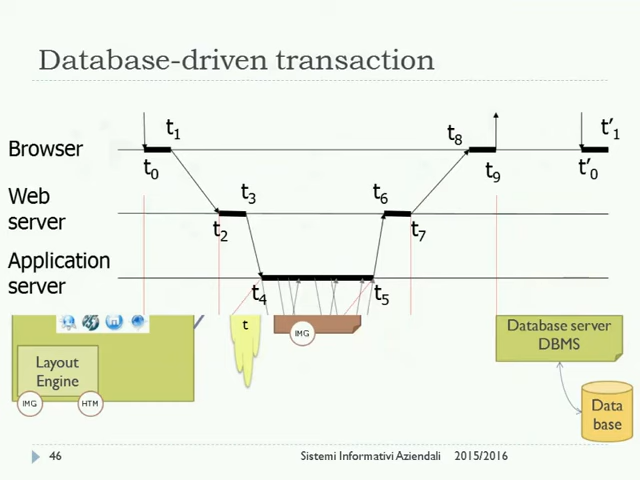 Database-driven transaction
t1
t8
t'1
Browser
t0
t9
t'0
Web
server
t3
t6
t2
t7
Application
server
t4
t5
t
IMG
Database server
DBMS
Layout
Engine
IMG
HTM
Data
base
46
Sistemi Informativi Aziendali
2015/2016